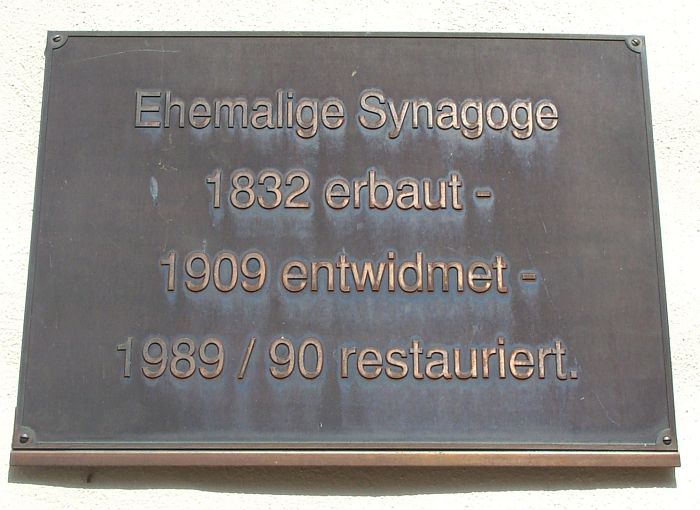 Ehemalige Synagoge
1832 erbaut -
1909 entwidmet -
1989 / 90 restauriert.